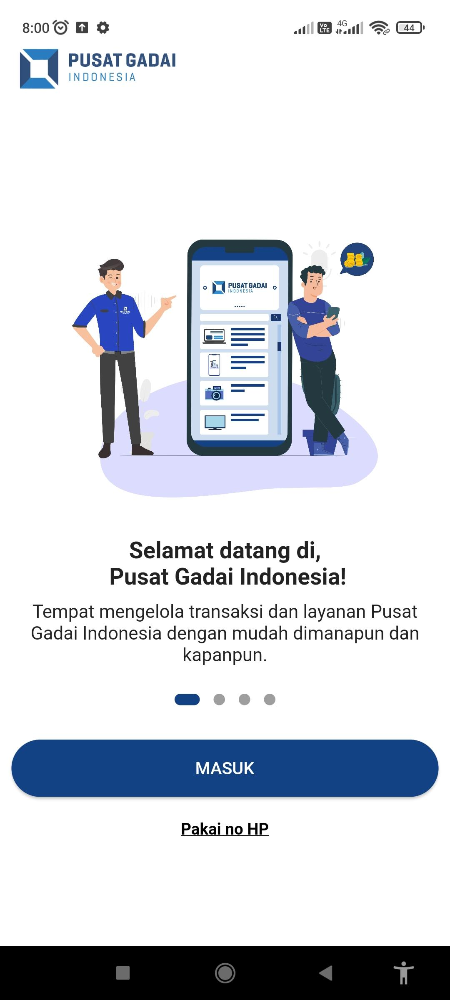 8:00
Vo
LTE
4G
44
PUSAT GADAI
INDONESIA
PUSAT GADAI
INDONESIA
Selamat datang di,
Pusat Gadai Indonesia!
Tempat mengelola transaksi dan layanan Pusat
Gadai Indonesia dengan mudah dimanapun dan
kapanpun.
MASUK
Pakai no HP